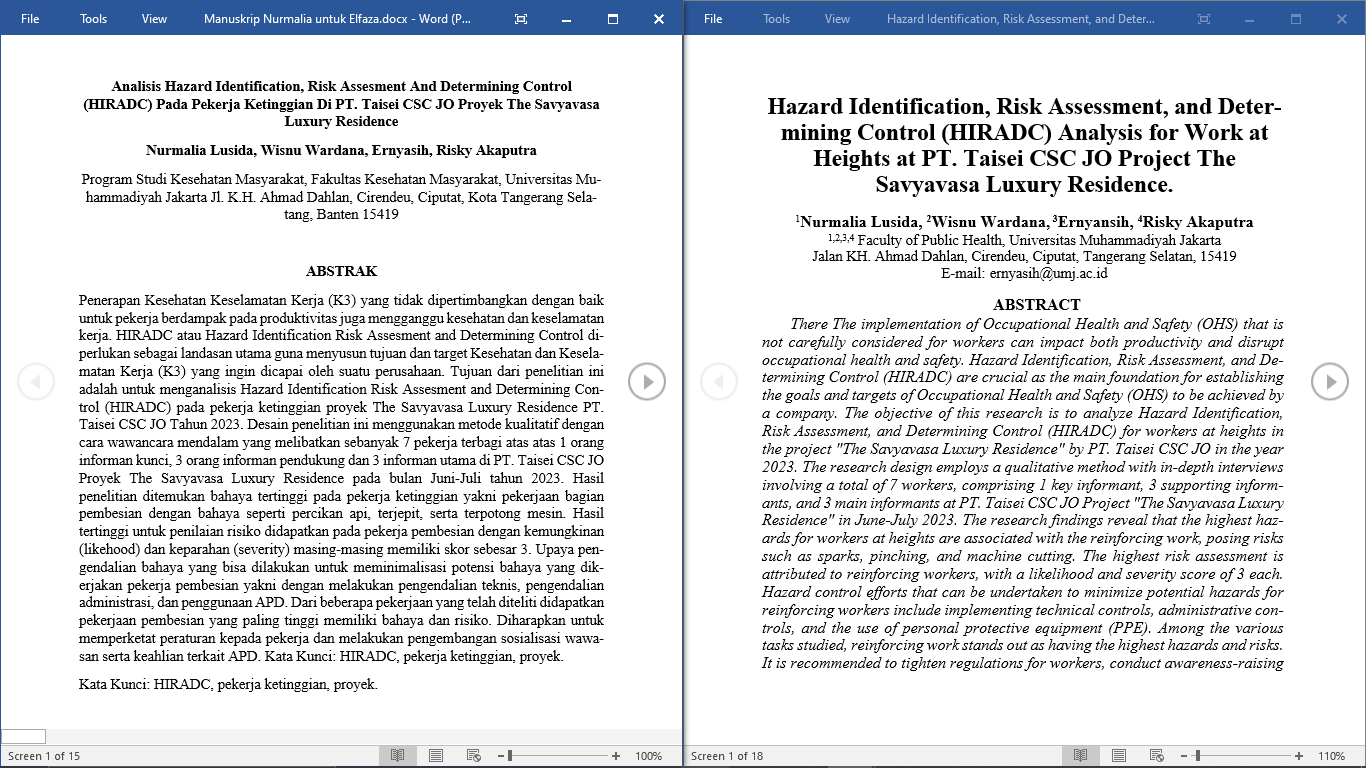 File Tools View Manuskrip Nurmalia untuk Elfaza.docx - Word (P...
Analisis Hazard Identification, Risk Assesment And Determining Control
(HIRADC) Pada Pekerja Ketinggian Di PT. Taisei CSC JO Proyek The Savyavasa
Luxury Residence
Nurmalia Lusida, Wisnu Wardana, Ernyasih, Risky Akaputra
Program Studi Kesehatan Masyarakat, Fakultas Kesehatan Masyarakat, Universitas Mu-
hammadiyah Jakarta Jl. K.H. Ahmad Dahlan, Cirendeu, Ciputat, Kota Tangerang Sela-
tang, Banten 15419
ABSTRAK
Penerapan Kesehatan Keselamatan Kerja (K3) yang tidak dipertimbangkan dengan baik
untuk pekerja berdampak pada produktivitas juga mengganggu kesehatan dan keselamatan
kerja. HIRADC atau Hazard Identification Risk Assesment and Determining Control di-
perlukan sebagai landasan utama guna menyusun tujuan dan target Kesehatan dan Kesela-
matan Kerja (K3) yang ingin dicapai oleh suatu perusahaan. Tujuan dari penelitian ini
adalah untuk menganalisis Hazard Identification Risk Assesment and Determining Con-
trol (HIRADC) pada pekerja ketinggian proyek The Savyavasa Luxury Residence PT.
Taisei CSC JO Tahun 2023. Desain penelitian ini menggunakan metode kualitatif dengan
cara wawancara mendalam yang melibatkan sebanyak 7 pekerja terbagi atas atas 1 orang
informan kunci, 3 orang informan pendukung dan 3 informan utama di PT. Taisei CSC JO
Proyek The Savyavasa Luxury Residence pada bulan Juni-Juli tahun 2023. Hasil
penelitian ditemukan bahaya tertinggi pada pekerja ketinggian yakni pekerjaan bagian
pembesian dengan bahaya seperti percikan api, terjepit, serta terpotong mesin. Hasil
tertinggi untuk penilaian risiko didapatkan pada pekerja pembesian dengan kemungkinan
(likehood) dan keparahan (severity) masing-masing memiliki skor sebesar 3. Upaya pen-
gendalian bahaya yang bisa dilakukan untuk meminimalisasi potensi bahaya yang dik-
erjakan pekerja pembesian yakni dengan melakukan pengendalian teknis, pengendalian
administrasi, dan penggunaan APD. Dari beberapa pekerjaan yang telah diteliti didapatkan
pekerjaan pembesian yang paling tinggi memiliki bahaya dan risiko. Diharapkan untuk
memperketat peraturan kepada pekerja dan melakukan pengembangan sosialisasi wawa-
san serta keahlian terkait APD. Kata Kunci: HIRADC, pekerja ketinggian, proyek.
Kata Kunci: HIRADC, pekerja ketinggian, proyek.
Screen 1 of 15 100%
File Tools View Hazard Identification, Risk Assessment, and Deter...
Hazard Identification, Risk Assessment, and Deter-
mining Control (HIRADC) Analysis for Work at
Heights at PT. Taisei CSC JO Project The
Savyavasa Luxury Residence.
¹Nurmalia Lusida, ²Wisnu Wardana, ³Ernyansih, ⁴Risky Akaputra
¹,²,³,⁴ Faculty of Public Health, Universitas Muhammadiyah Jakarta
Jalan KH. Ahmad Dahlan, Cirendeu, Ciputat, Tangerang Selatan, 15419
E-mail: ernyasih@umj.ac.id
ABSTRACT
There The implementation of Occupational Health and Safety (OHS) that is
not carefully considered for workers can impact both productivity and disrupt
occupational health and safety. Hazard Identification, Risk Assessment, and De-
termining Control (HIRADC) are crucial as the main foundation for establishing
the goals and targets of Occupational Health and Safety (OHS) to be achieved by
a company. The objective of this research is to analyze Hazard Identification,
Risk Assessment, and Determining Control (HIRADC) for workers at heights in
the project "The Savyavasa Luxury Residence" by PT. Taisei CSC JO in the year
2023. The research design employs a qualitative method with in-depth interviews
involving a total of 7 workers, comprising 1 key informant, 3 supporting inform-
ants, and 3 main informants at PT. Taisei CSC JO Project "The Savyavasa Luxury
Residence" in June-July 2023. The research findings reveal that the highest haz-
ards for workers at heights are associated with the reinforcing work, posing risks
such as sparks, pinching, and machine cutting. The highest risk assessment is
attributed to reinforcing workers, with a likelihood and severity score of 3 each.
Hazard control efforts that can be undertaken to minimize potential hazards for
reinforcing workers include implementing technical controls, administrative con-
trols, and the use of personal protective equipment (PPE). Among the various
tasks studied, reinforcing work stands out as having the highest hazards and risks.
It is recommended to tighten regulations for workers, conduct awareness-raising
Screen 1 of 18 110%